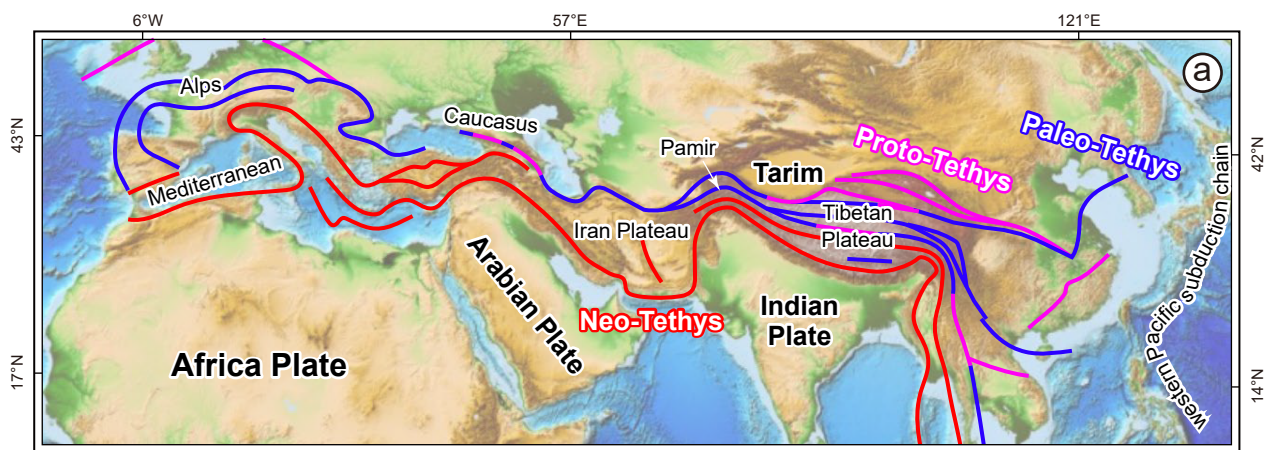 6°W
57°E
121°E
a
Alps
Caucasus
43°N
Paleo-Tethys
Pamir
Proto-Tethys
42°N
Tarim
Mediterranean
Tibetan
Plateau
Iran Plateau
Arabian Plate
Indian
Plate
Neo-Tethys
Africa Plate
western Pacific subduction chain
17°N
14°N